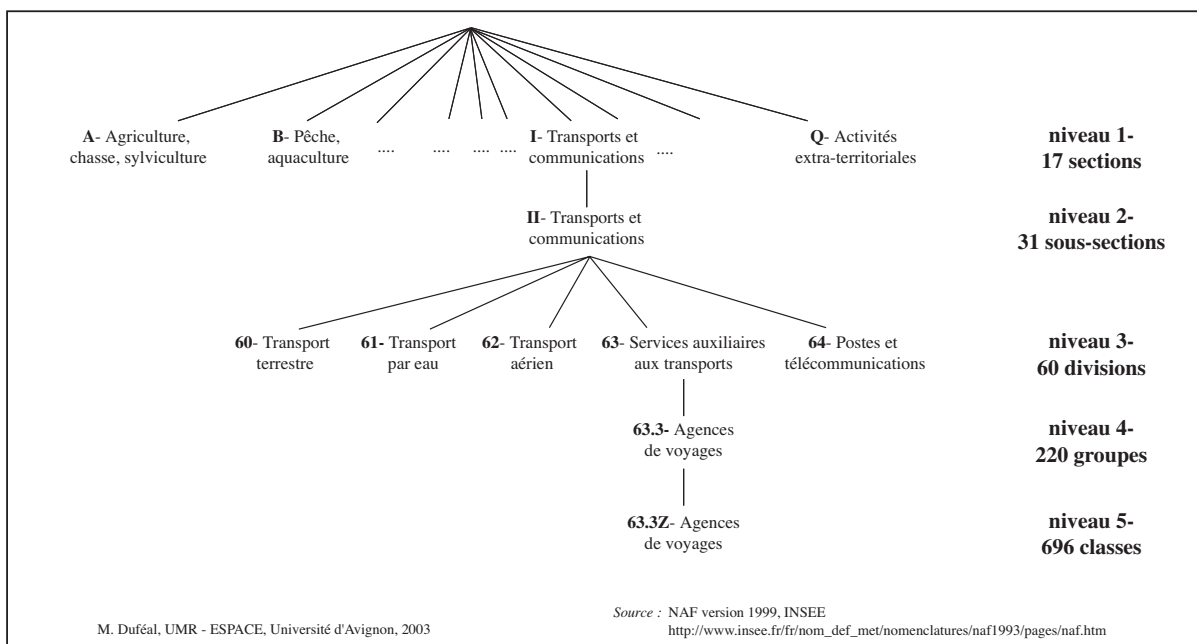 A- Agriculture,
chasse, sylviculture
B- Pêche,
aquaculture
....
....
....
....
I- Transports et
communications
....
Q- Activités
extra-territoriales
niveau 1-
17 sections
II- Transports et
communications
niveau 2-
31 sous-sections
60- Transport
terrestre
61- Transport
par eau
62- Transport
aérien
63- Services auxiliaires
aux transports
64- Postes et
télécommunications
niveau 3-
60 divisions
63.3- Agences
de voyages
niveau 4-
220 groupes
63.3Z- Agences
de voyages
niveau 5-
696 classes
M. Duféal, UMR - ESPACE, Université d'Avignon, 2003
Source : NAF version 1999, INSEE
http://www.insee.fr/fr/nom_def_met/nomenclatures/naf1993/pages/naf.htm